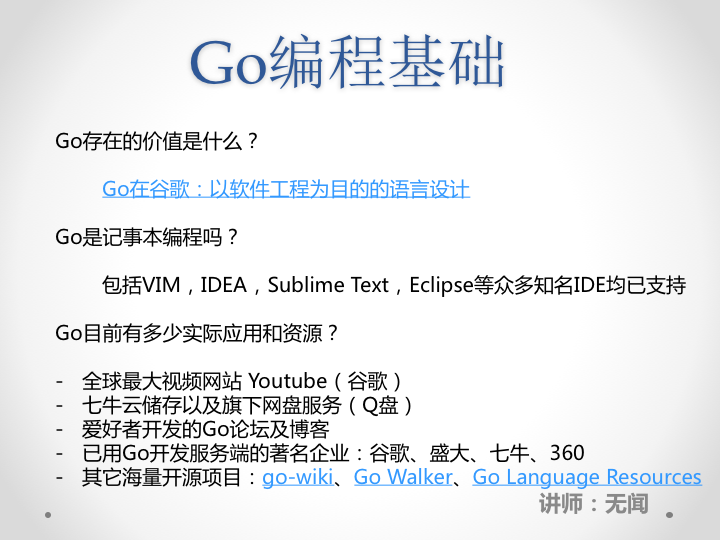 Go编程基础
Go存在的价值是什么？
Go在谷歌：以软件工程为目的的语言设计
Go是记事本编程吗？
包括VIM，IDEA，Sublime Text，Eclipse等众多知名IDE均已支持
Go目前有多少实际应用和资源？
- 全球最大视频网站 Youtube（谷歌）
- 七牛云储存以及旗下网盘服务（Q盘）
- 爱好者开发的Go论坛及博客
- 已用Go开发服务端的著名企业：谷歌、盛大、七牛、360
- 其它海量开源项目：go-wiki、Go Walker、Go Language Resources
讲师：无闻